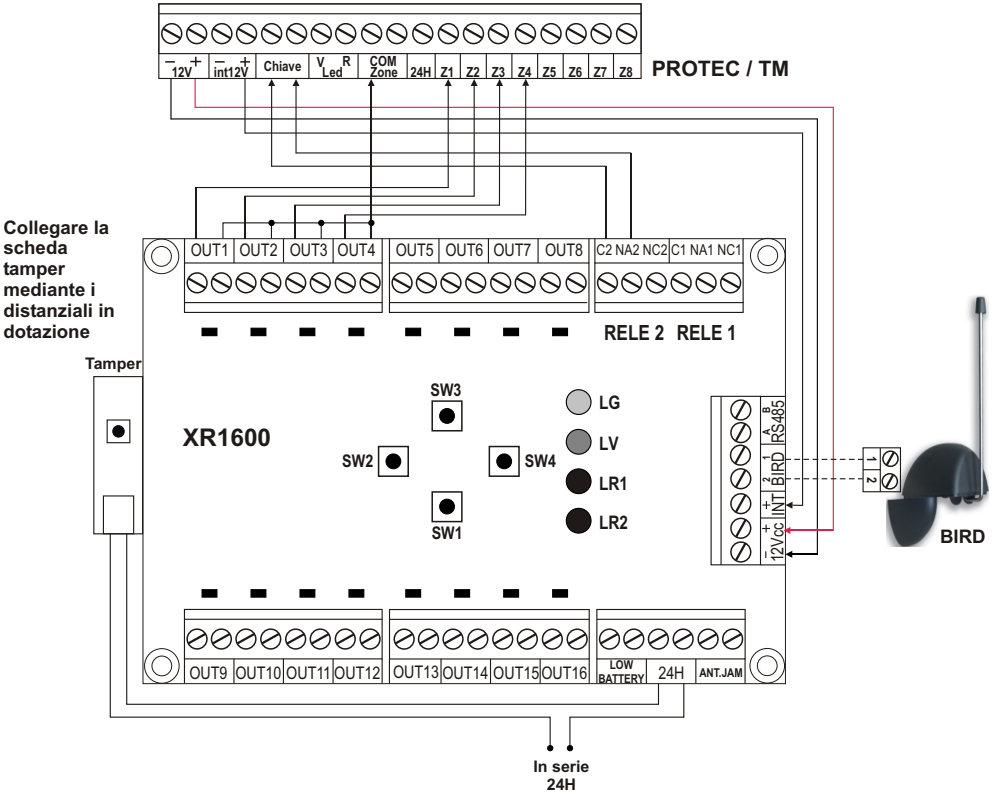 − + − + V R COM
12V int12V Chiave Led Zone 24H Z1 Z2 Z3 Z4 Z5 Z6 Z7 Z8
PROTEC / TM
Collegare la
scheda
tamper
mediante i
distanziali in
dotazione
OUT1 OUT2 OUT3 OUT4 OUT5 OUT6 OUT7 OUT8 C2 NA2 NC2 C1 NA1 NC1
RELE 2 RELE 1
Tamper
XR1600
SW3
SW2
SW4
SW1
LG
LV
LR1
LR2
B
A
RS485
1
2
BIRD
+
INT
+
−
12Vcc
1
2
BIRD
OUT9 OUT10 OUT11 OUT12 OUT13 OUT14 OUT15 OUT16 LOW
BATTERY 24H ANT.JAM
In serie
24H